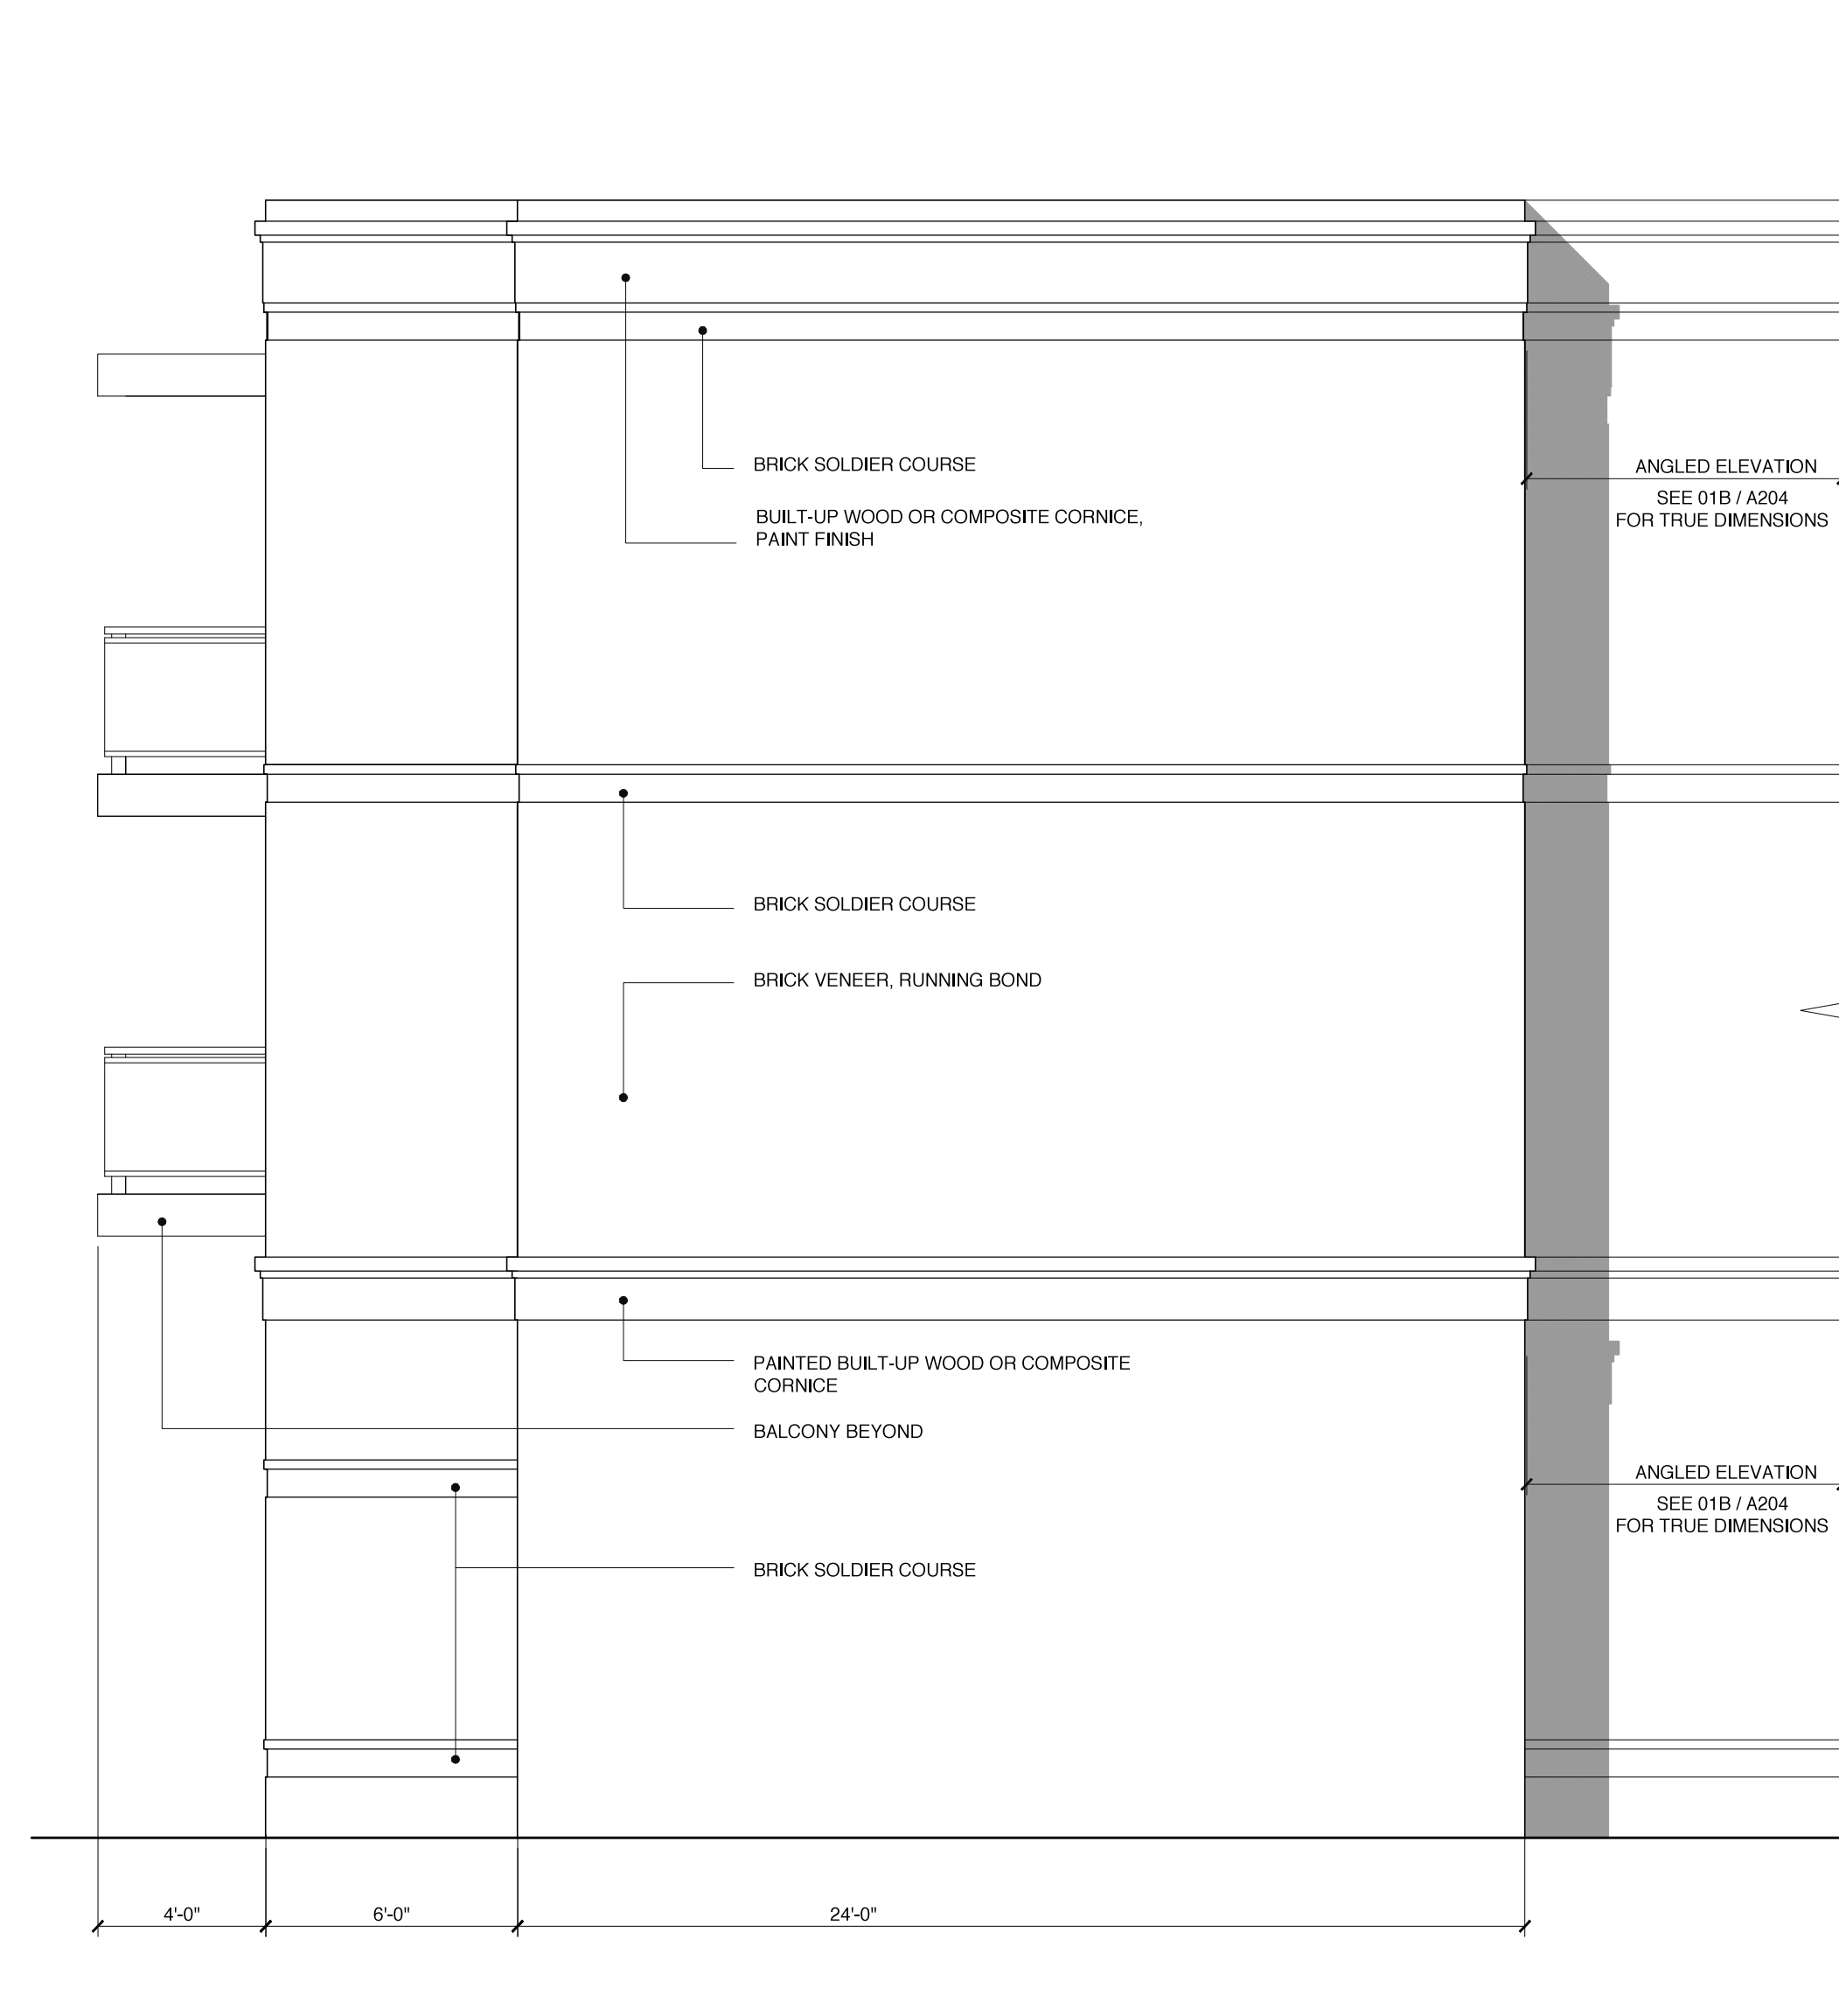 BRICK SOLDIER COURSE
BUILT-UP WOOD OR COMPOSITE CORNICE,
PAINT FINISH
ANGLED ELEVATION
SEE 01B / A204
FOR TRUE DIMENSIONS
BRICK SOLDIER COURSE
BRICK VENEER, RUNNING BOND
PAINTED BUILT-UP WOOD OR COMPOSITE
CORNICE
BALCONY BEYOND
ANGLED ELEVATION
SEE 01B / A204
FOR TRUE DIMENSIONS
BRICK SOLDIER COURSE
4'-0"
6'-0"
24'-0"